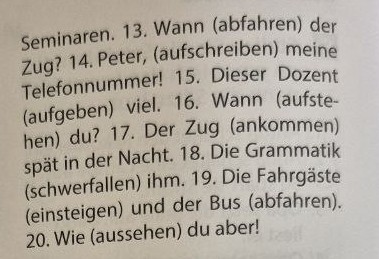 Seminaren. 13. Wann (abfahren) der
Zug? 14. Peter, (aufschreiben) meine
Telefonnummer! 15. Dieser Dozent
(aufgeben) viel. 16. Wann (aufste-
hen) du? 17. Der Zug (ankommen)
spät in der Nacht. 18. Die Grammatik
(schwerfallen) ihm. 19. Die Fahrgäste
(einsteigen) und der Bus (abfahren).
20. Wie (aussehen) du aber!